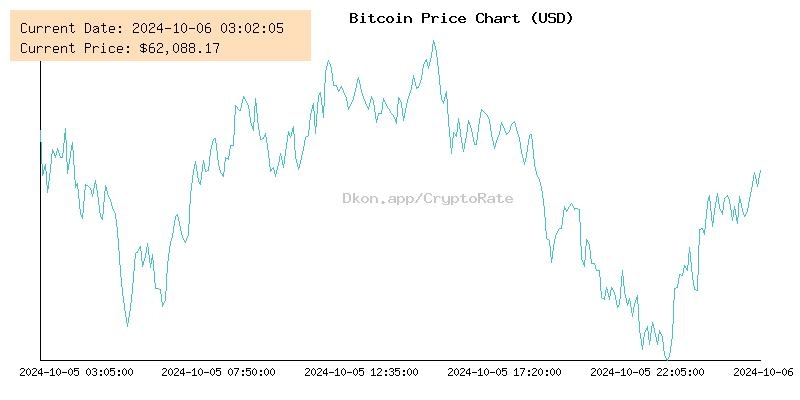 Bitcoin Price Chart (USD)
Current Date: 2024-10-06 03:02:05
Current Price: $62,088.17
Dkon.app/CryptoRate
2024-10-05 03:05:00 2024-10-05 07:50:00 2024-10-05 12:35:00 2024-10-05 17:20:00 2024-10-05 22:05:00 2024-10-06